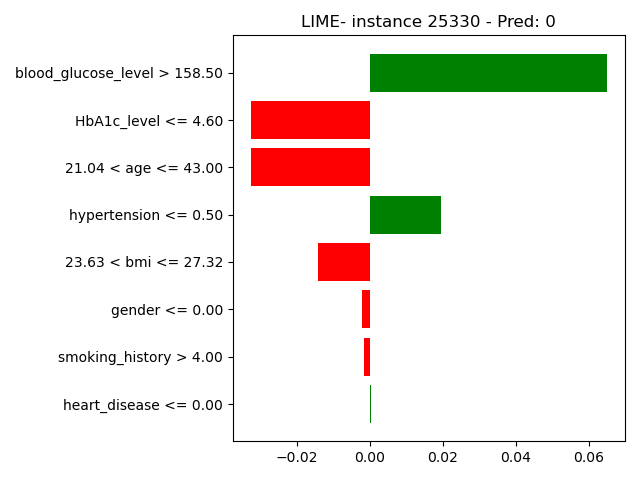 LIME- instance 25330 - Pred: 0
blood_glucose_level > 158.50
HbA1c_level <= 4.60
21.04 < age <= 43.00
hypertension <= 0.50
23.63 < bmi <= 27.32
gender <= 0.00
smoking_history > 4.00
heart_disease <= 0.00
−0.02 0.00 0.02 0.04 0.06